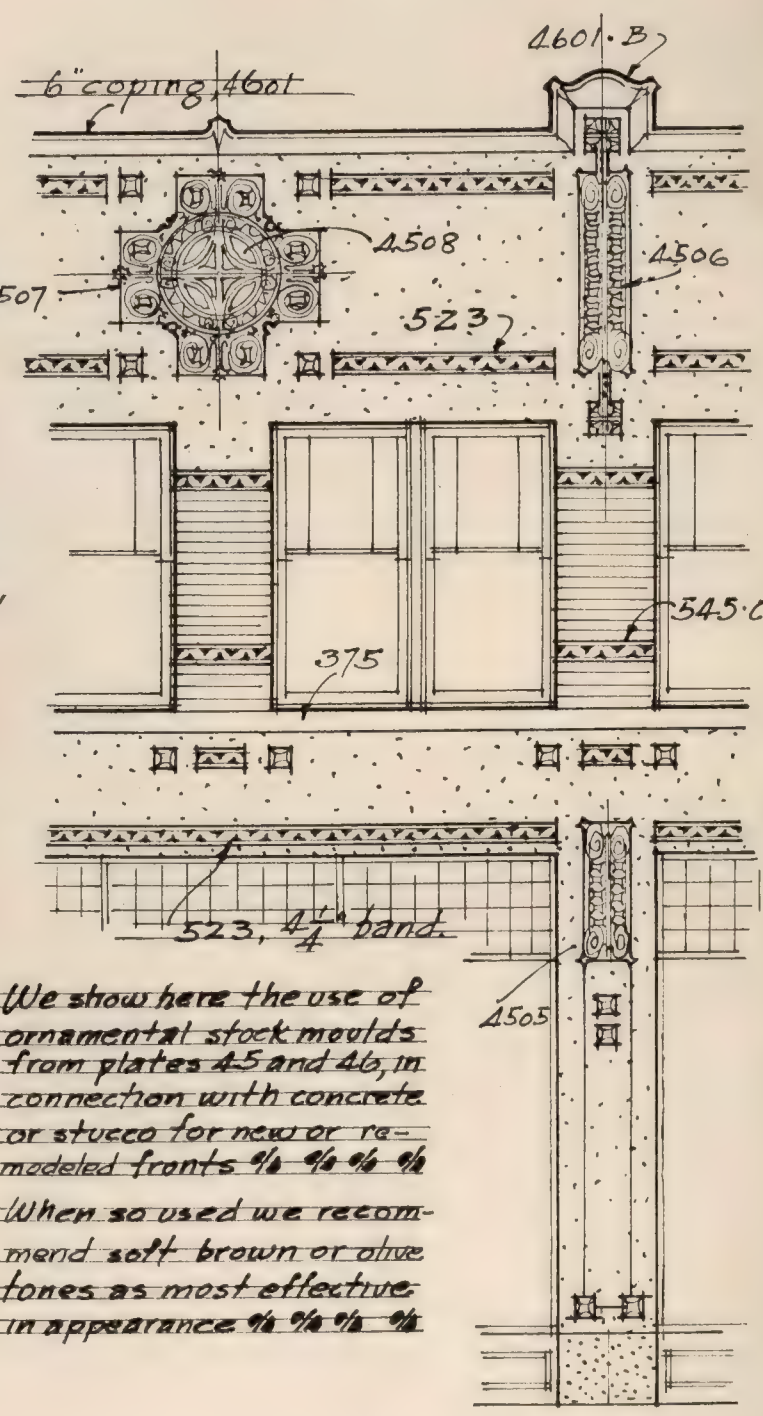 4601·B
6" coping, 4601
4508
4506
507
523
545·C
375
523, 4¼ band.
4505
We show here the use of
ornamental stock moulds
from plates 45 and 46, in
connection with concrete
or stucco for new or re-
modeled fronts
When so used we recom-
mend soft brown or olive
tones as most effective
in appearance